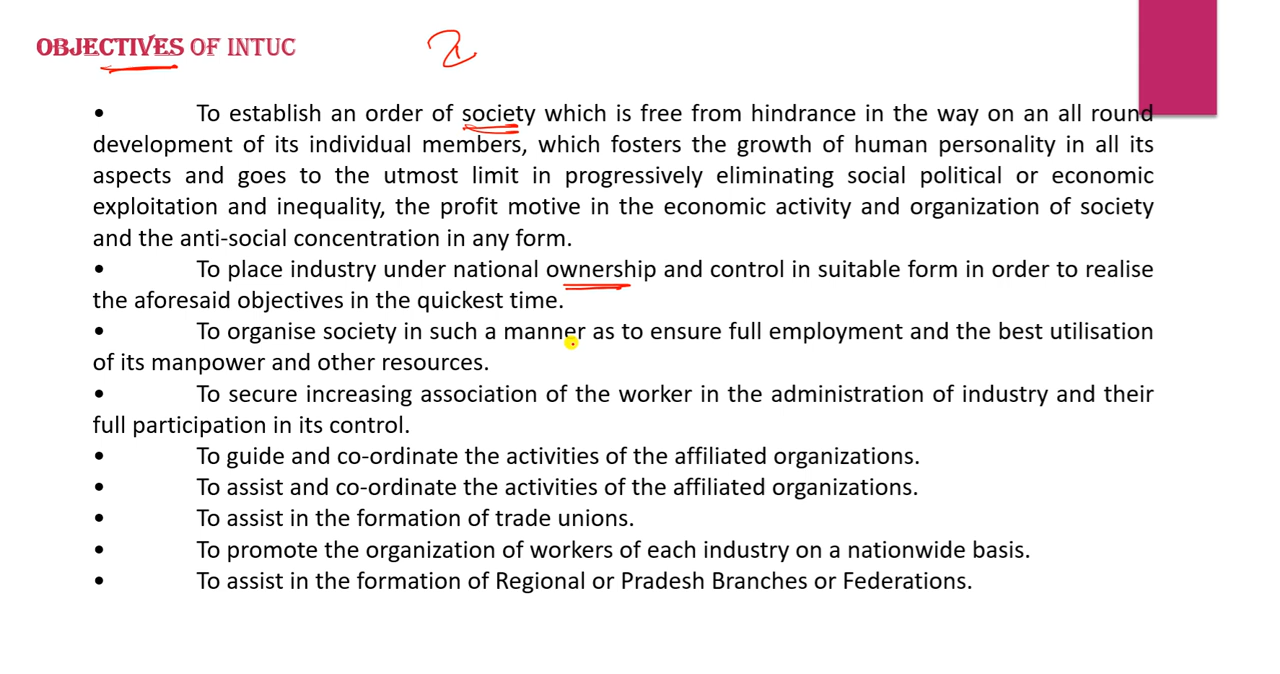 OBJECTIVES OF INTUC
• To establish an order of society which is free from hindrance in the way on an all round
development of its individual members, which fosters the growth of human personality in all its
aspects and goes to the utmost limit in progressively eliminating social political or economic
exploitation and inequality, the profit motive in the economic activity and organization of society
and the anti-social concentration in any form.
• To place industry under national ownership and control in suitable form in order to realise
the aforesaid objectives in the quickest time.
• To organise society in such a manner as to ensure full employment and the best utilisation
of its manpower and other resources.
• To secure increasing association of the worker in the administration of industry and their
full participation in its control.
• To guide and co-ordinate the activities of the affiliated organizations.
• To assist and co-ordinate the activities of the affiliated organizations.
• To assist in the formation of trade unions.
• To promote the organization of workers of each industry on a nationwide basis.
• To assist in the formation of Regional or Pradesh Branches or Federations.